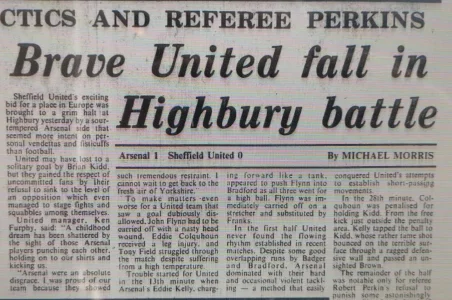 CTICS AND REFEREE PERKINS
Brave United fall in
Highbury battle
Arsenal 1 Sheffield United 0
By MICHAEL MORRIS
Sheffield United's exciting
bid for a place in Europe was
brought to a grim halt at
Highbury yesterday by a sour-
tempered Arsenal side that
seemed more intent on per-
sonal vendettas and fisticuffs
than football.
United may have lost to a
solitary goal by Brian Kidd,
but they gained the respect of
uncommitted fans by their
refusal to sink to the level of
an opposition which even
managed to stage fights and
squabbles among themselves.
United manager, Ken
Furphy, said: "A childhood
dream has been shattered by
the sight of those Arsenal
players punching each other,
holding on to our shirts and
kicking us.
"Arsenal were an absolute
disgrace. I was proud of our
team because they showed
such tremendous restraint. I
cannot wait to get back to the
fresh air of Yorkshire.
To make matters even
worse for a United team that
saw a goal dubiously dis-
allowed, John Flynn had to be
carried off with a nasty head
wound, Eddie Colquhoun
received a leg injury, and
Tony Field struggled through
the match despite suffering
from a high temperature.
Trouble started for United
in the 13th minute when
Arsenal's Eddie Kelly, charg-
ing forward like a tank,
appeared to push Flynn into
Bradford as all three went for
a high ball. Flynn was im-
mediately carried off on a
stretcher and substituted by
Franks.
In the first half United
never found the flowing
rhythm established in recent
matches. Despite some good
overlapping runs by Badger
and Bradford, Arsenal
dominated with their hard
and occasional violent tackles
— a method that easily
conquered United's attempts
to establish short-passing
movements.
In the 28th minute, Col-
quhoun was penalised for
holding Kidd. From the free
kick just outside the penalty
area, Kelly tapped the ball to
Kidd, whose rather tame shot
bounced on the terrible sur-
face through a ragged defen-
sive wall and passed an un-
sighted Brown.
The remainder of the half
was notable only for referee
Robert Perkin's refusal to
punish some astonishingly